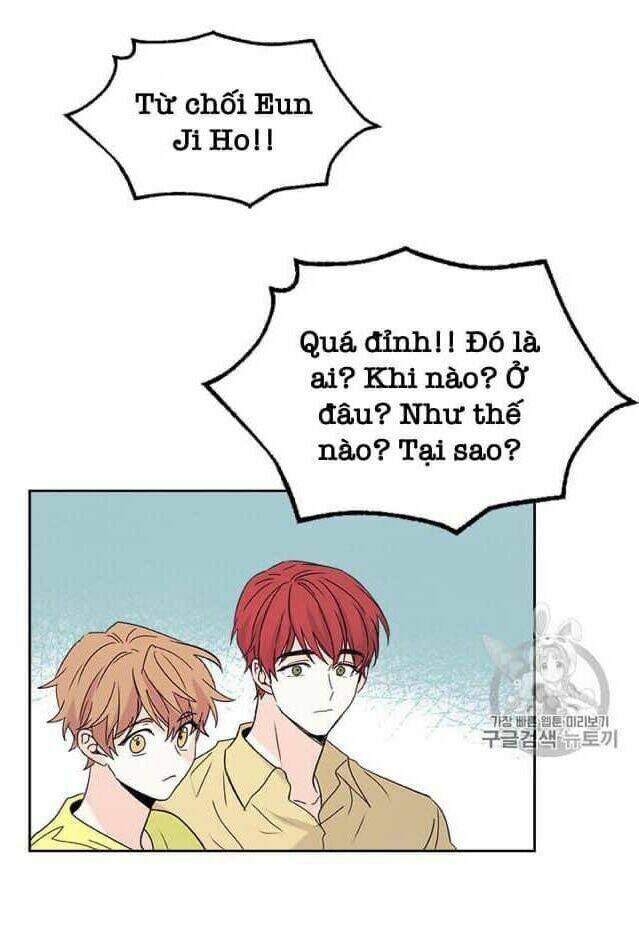 Từ chối Eun
Ji Ho!!
Quá đỉnh!! Đó là
ai? Khi nào? Ở
đâu? Như thế
nào? Tại sao?
가장 빠른 웹툰 미리보기
구글검색 뉴토끼